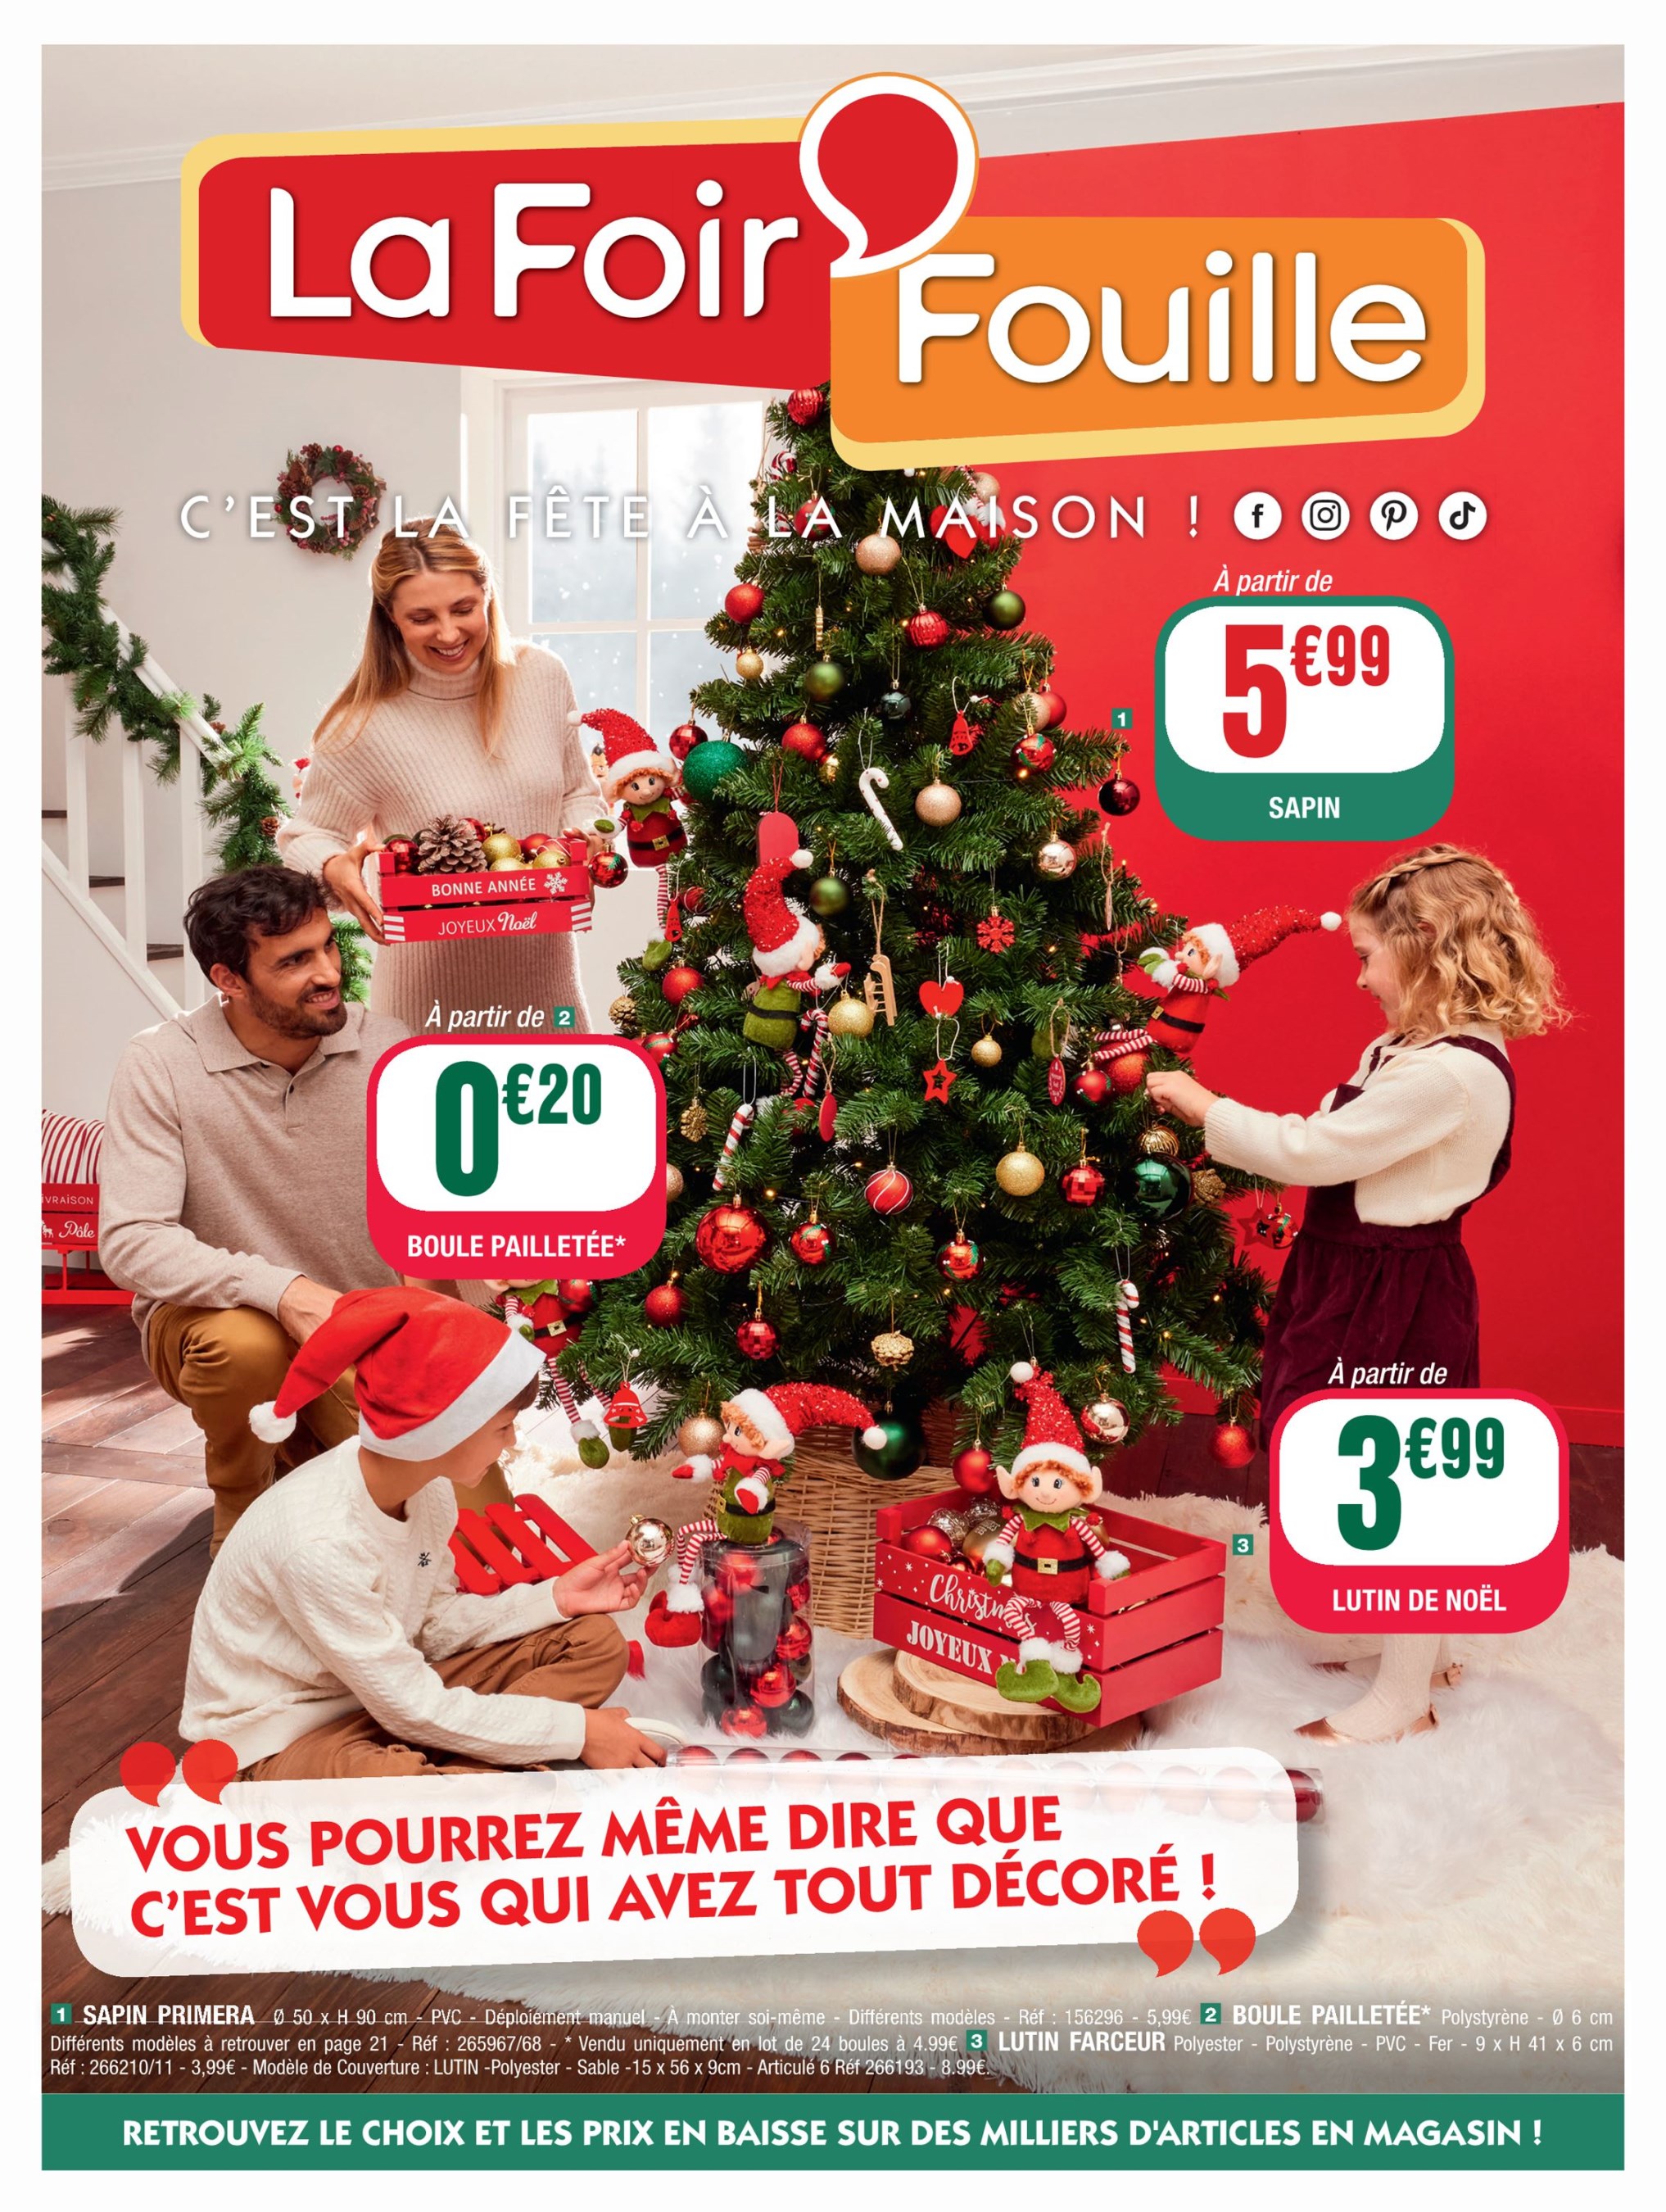 La Foir'Fouille
C'EST LA FÊTE À LA MAISON !
À partir de
5€99
1
SAPIN
BONNE ANNÉE
JOYEUX Noël
À partir de 2
0€20
BOULE PAILLETÉE*
Pôle
À partir de
3€99
3
LUTIN DE NOËL
JOYEUX
VOUS POURREZ MÊME DIRE QUE
C'EST VOUS QUI AVEZ TOUT DÉCORÉ !
1 SAPIN PRIMERA Ø 50 x H 90 cm - PVC - Déploiement manuel - À monter soi-même - Différents modèles - Réf : 156296 - 5,99€ 2 BOULE PAILLETÉE* Polystyrène - Ø 6 cm
Différents modèles à retrouver en page 21 - Réf : 265967/68 - * Vendu uniquement en lot de 24 boules à 4.99€ 3 LUTIN FARCEUR Polyester - Polystyrène - PVC - Fer - 9 x H 41 x 6 cm
Réf : 266210/11 - 3,99€ - Modèle de Couverture : LUTIN -Polyester - Sable -15 x 56 x 9cm - Articulé 6 Réf 266193 - 8.99€.
RETROUVEZ LE CHOIX ET LES PRIX EN BAISSE SUR DES MILLIERS D'ARTICLES EN MAGASIN !